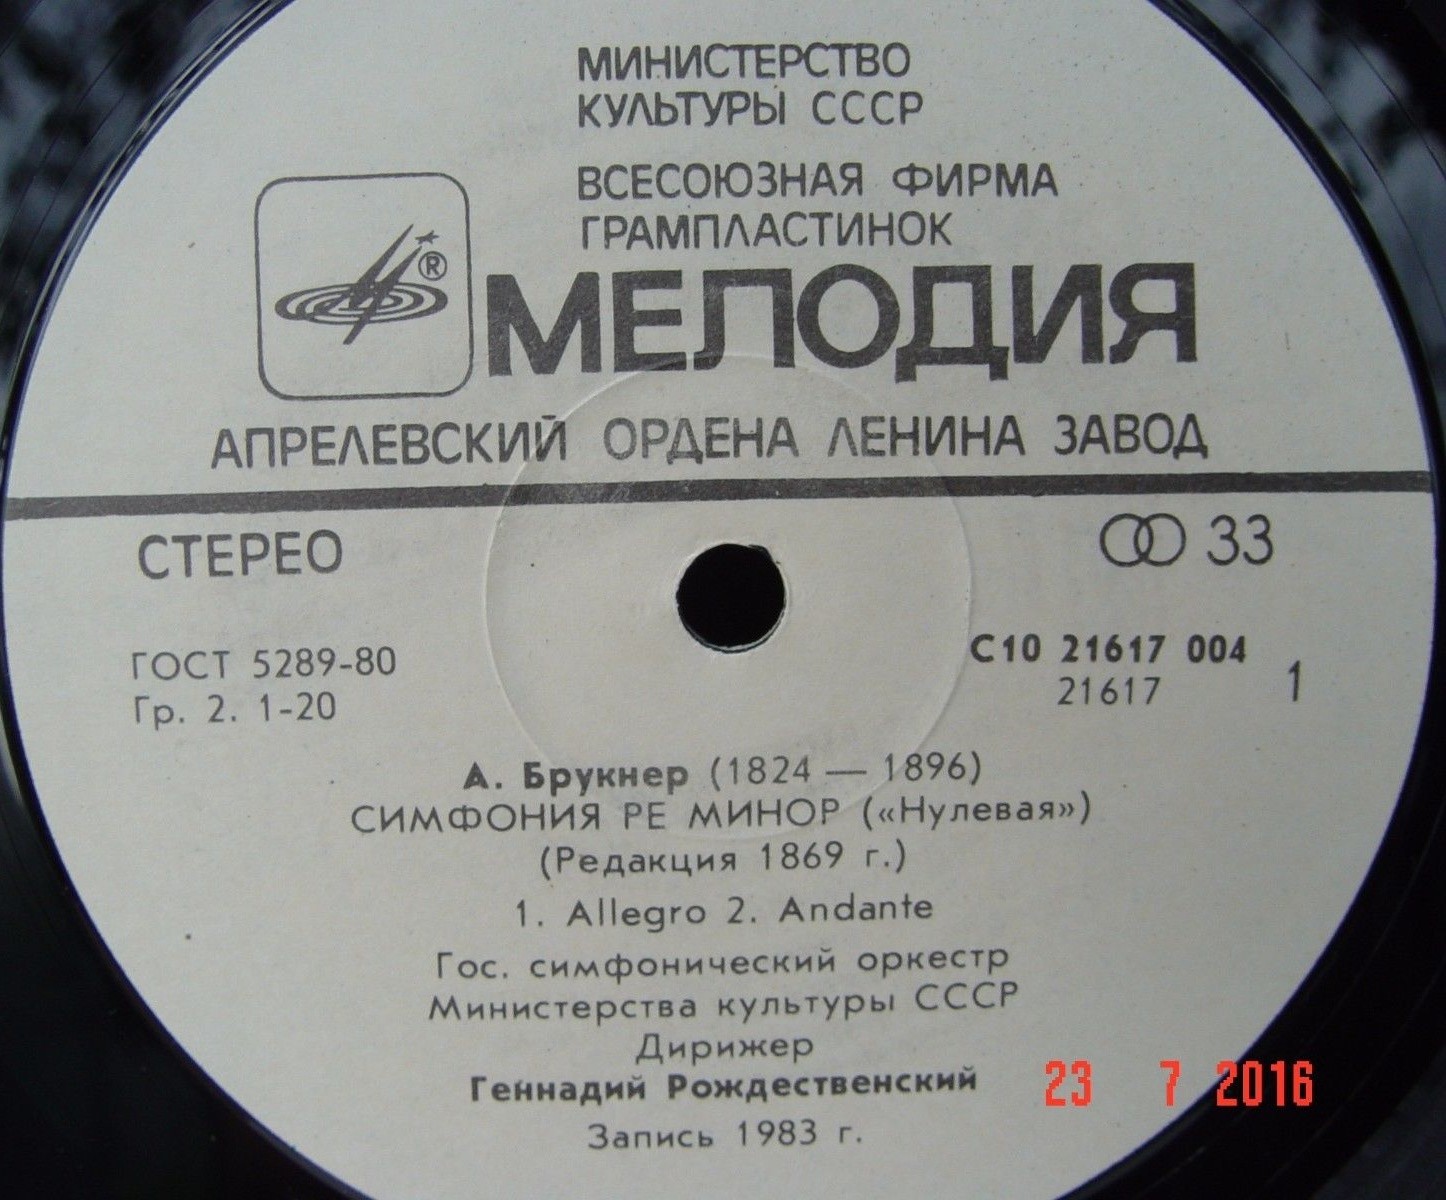 МИНИСТЕРСТВО
КУЛЬТУРЫ СССР
ВСЕСОЮЗНАЯ ФИРМА
ГРАМПЛАСТИНОК
®
МЕЛОДИЯ
АПРЕЛЕВСКИЙ ОРДЕНА ЛЕНИНА ЗАВОД
СТЕРЕО
33
ГОСТ 5289-80
Гр. 2. 1-20
С10 21617 004
21617
1
А. Брукнер (1824 — 1896)
СИМФОНИЯ РЕ МИНОР («Нулевая»)
(Редакция 1869 г.)
1. Allegro 2. Andante
Гос. симфонический оркестр
Министерства культуры СССР
Дирижер
Геннадий Рождественский
Запись 1983 г.
23 7 2016